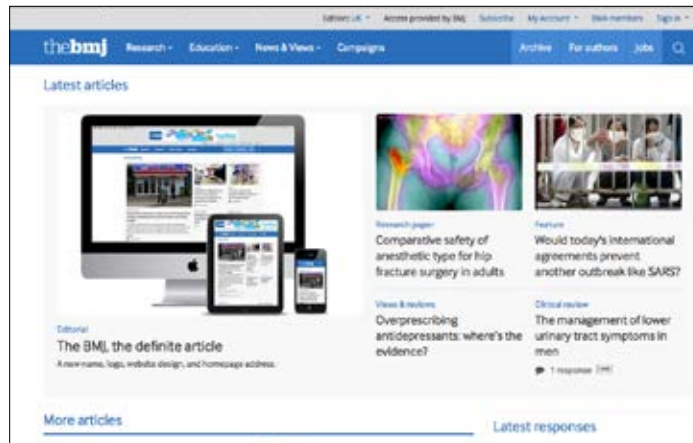 Edition: UK
Access provided by BMJ
Subscribe
My Account
BMA members
Sign in
thebmj
Research
Education
News & Views
Campaigns
Archive
For authors
Jobs
Latest articles
Editorial
The BMJ, the definite article
A new name, logo, website design, and homepage address.
Research paper
Comparative safety of
anesthetic type for hip
fracture surgery in adults
Feature
Would today's international
agreements prevent
another outbreak like SARS?
Views & reviews
Overprescribing
antidepressants: where's the
evidence?
Clinical review
The management of lower
urinary tract symptoms in
men
1 response
More articles
Latest responses